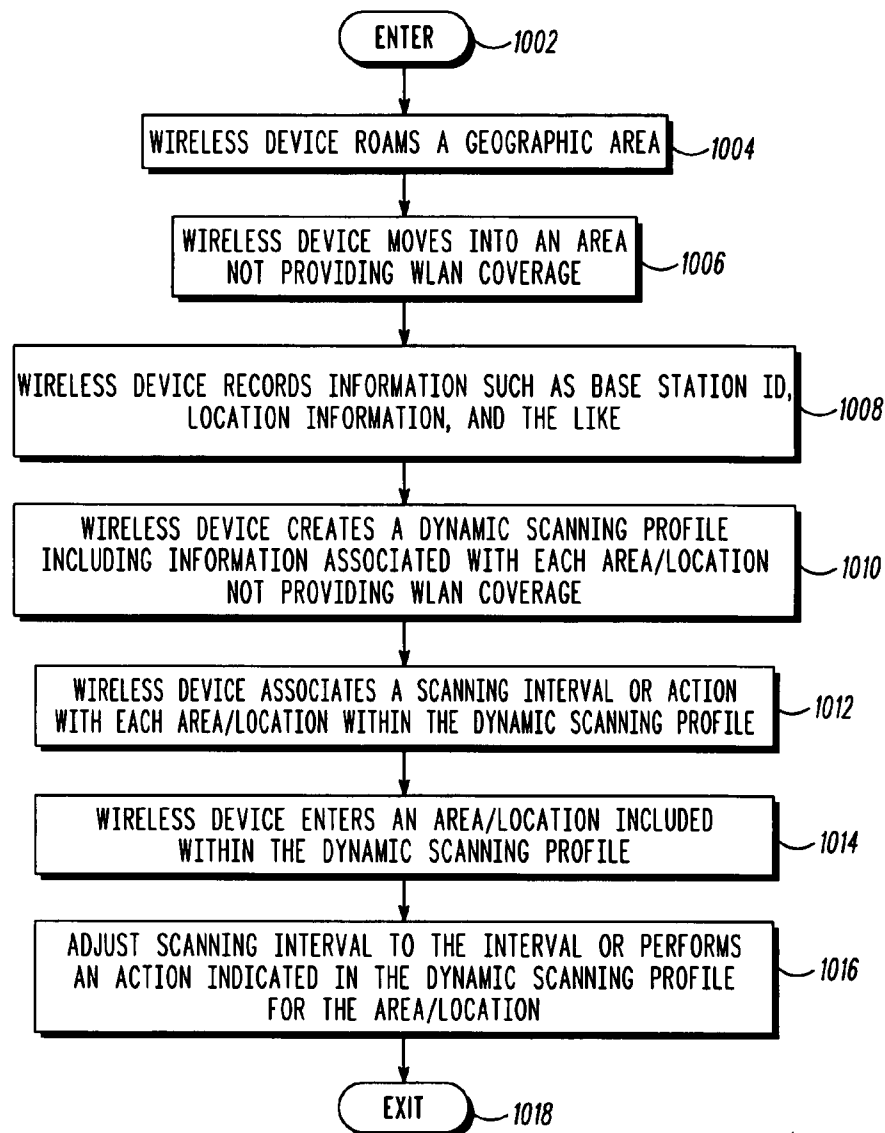 ENTER
1002
WIRELESS DEVICE ROAMS A GEOGRAPHIC AREA
1004
WIRELESS DEVICE MOVES INTO AN AREA
NOT PROVIDING WLAN COVERAGE
1006
WIRELESS DEVICE RECORDS INFORMATION SUCH AS BASE STATION ID,
LOCATION INFORMATION, AND THE LIKE
1008
WIRELESS DEVICE CREATES A DYNAMIC SCANNING PROFILE
INCLUDING INFORMATION ASSOCIATED WITH EACH AREA/LOCATION
NOT PROVIDING WLAN COVERAGE
1010
WIRELESS DEVICE ASSOCIATES A SCANNING INTERVAL OR ACTION
WITH EACH AREA/LOCATION WITHIN THE DYNAMIC SCANNING PROFILE
1012
WIRELESS DEVICE ENTERS AN AREA/LOCATION INCLUDED
WITHIN THE DYNAMIC SCANNING PROFILE
1014
ADJUST SCANNING INTERVAL TO THE INTERVAL OR PERFORMS
AN ACTION INDICATED IN THE DYNAMIC SCANNING PROFILE
FOR THE AREA/LOCATION
1016
EXIT
1018